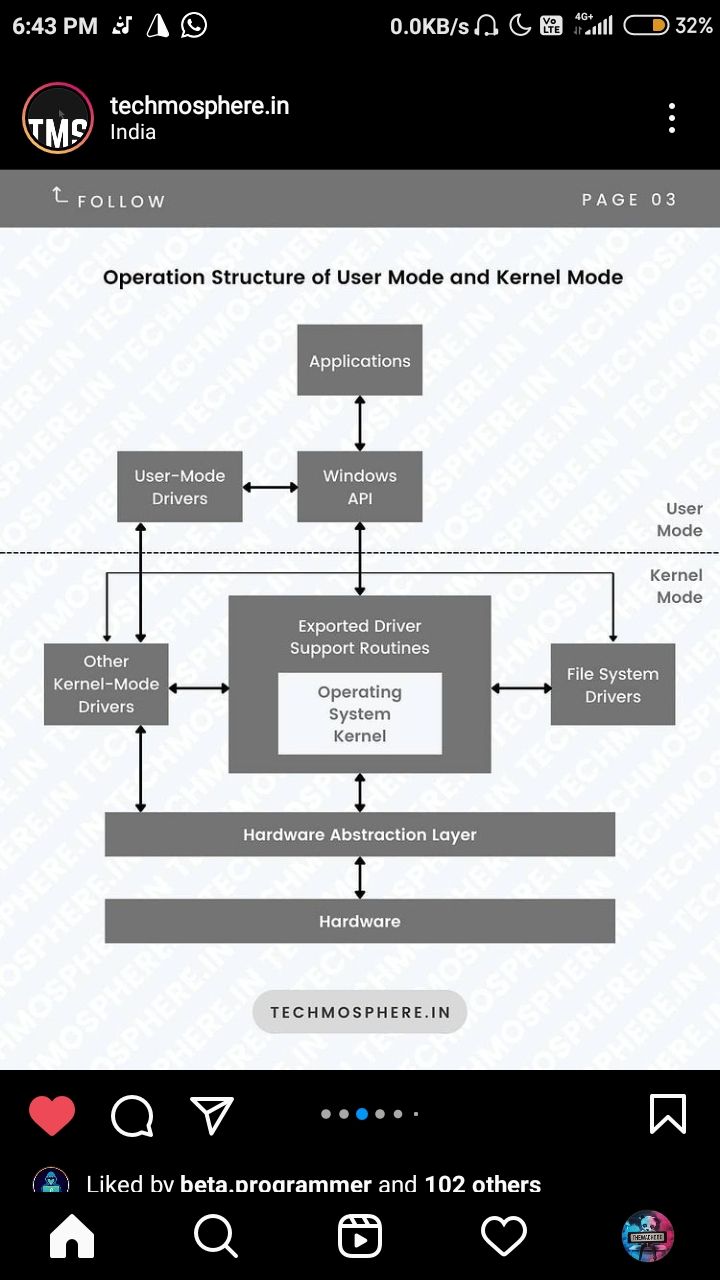 6:43 PM
0.0KB/s
Vo
LTE
4G+
32%
techmosphere.in
India
TMS
FOLLOW
PAGE 03
Operation Structure of User Mode and Kernel Mode
Applications
User-Mode
Drivers
Windows
API
User
Mode
Kernel
Mode
Exported Driver
Support Routines
Operating
System
Kernel
Other
Kernel-Mode
Drivers
File System
Drivers
Hardware Abstraction Layer
Hardware
TECHMOSPHERE.IN
Liked by beta.programmer and 102 others